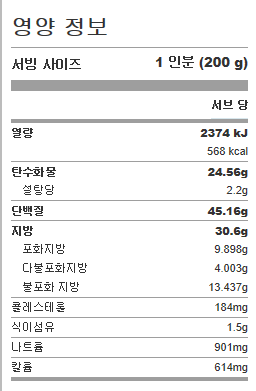 영양 정보
서빙 사이즈 1 인분 (200 g)
서브 당
열량 2374 kJ
568 kcal
탄수화물 24.56g
설탕당 2.2g
단백질 45.16g
지방 30.6g
포화지방 9.898g
다불포화지방 4.003g
불포화 지방 13.437g
콜레스테롤 184mg
식이섬유 1.5g
나트륨 901mg
칼륨 614mg